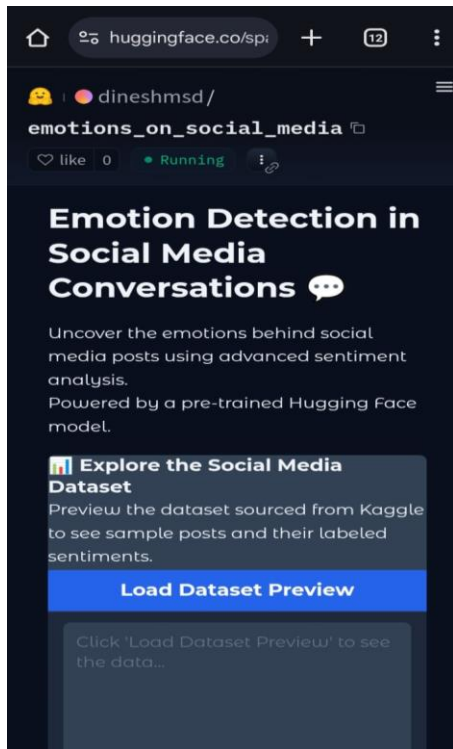 huggingface.co/spa
12
dineshmsd/
emotions_on_social_media
like 0 Running
Emotion Detection in
Social Media
Conversations
Uncover the emotions behind social
media posts using advanced sentiment
analysis.
Powered by a pre-trained Hugging Face
model.
Explore the Social Media
Dataset
Preview the dataset sourced from Kaggle
to see sample posts and their labeled
sentiments.
Load Dataset Preview
Click 'Load Dataset Preview' to see
the data...